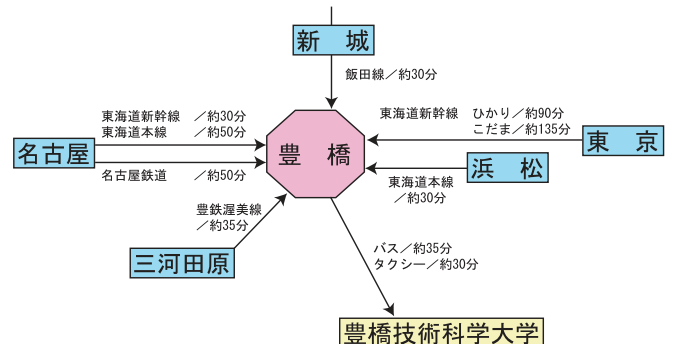 新　城
飯田線／約30分
東海道新幹線　／約30分
東海道本線　　／約50分
名古屋
名古屋鉄道　　／約50分
豊　橋
東海道新幹線　ひかり／約90分
こだま／約135分
東　京
浜　松
東海道本線
／約30分
豊鉄渥美線
／約35分
三河田原
バス／約35分
タクシー／約30分
豊橋技術科学大学